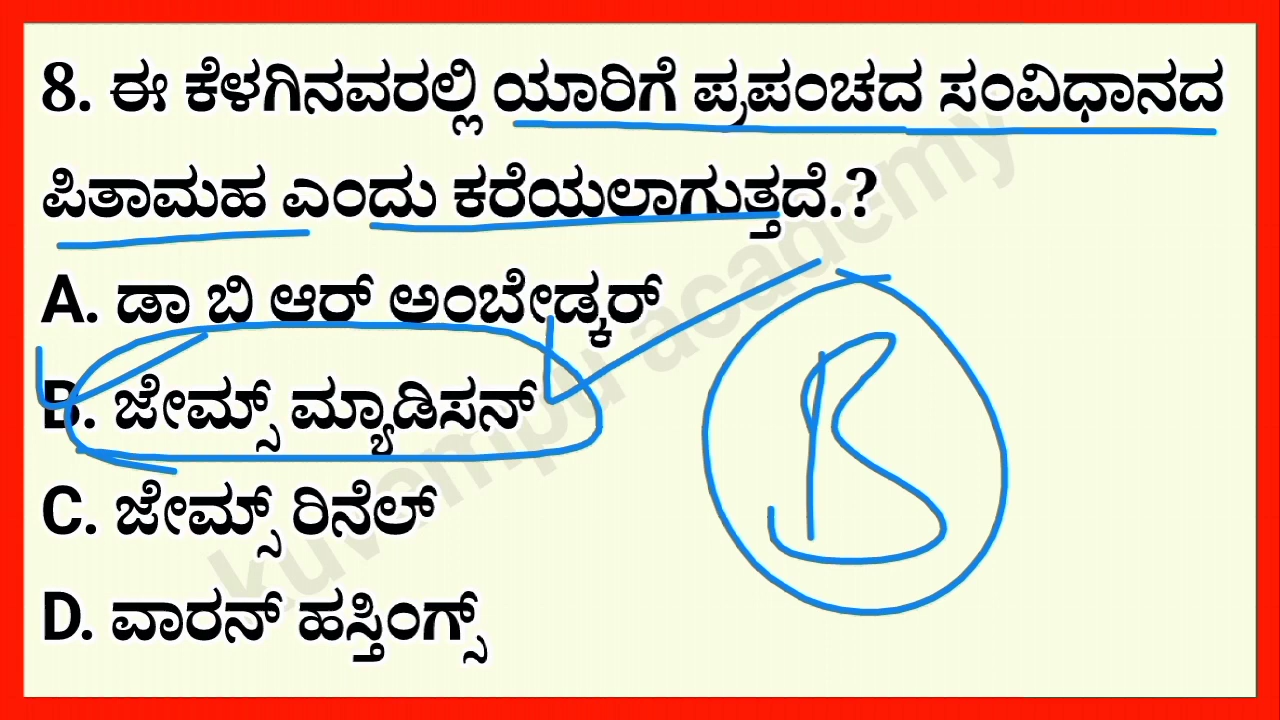 8. ಈ ಕೆಳಗಿನವರಲ್ಲಿ ಯಾರಿಗೆ ಪ್ರಪಂಚದ ಸಂವಿಧಾನದ
ಪಿತಾಮಹ ಎಂದು ಕರೆಯಲಾಗುತ್ತದೆ.?
A. ಡಾ ಬಿ ಆರ್ ಅಂಬೇಡ್ಕರ್
B. ಜೇಮ್ಸ್ ಮ್ಯಾಡಿಸನ್
B
C. ಜೇಮ್ಸ್ ರಿನೆಲ್
D. ವಾರನ್ ಹಸ್ತಿಂಗ್ಸ್
kuvempu academy